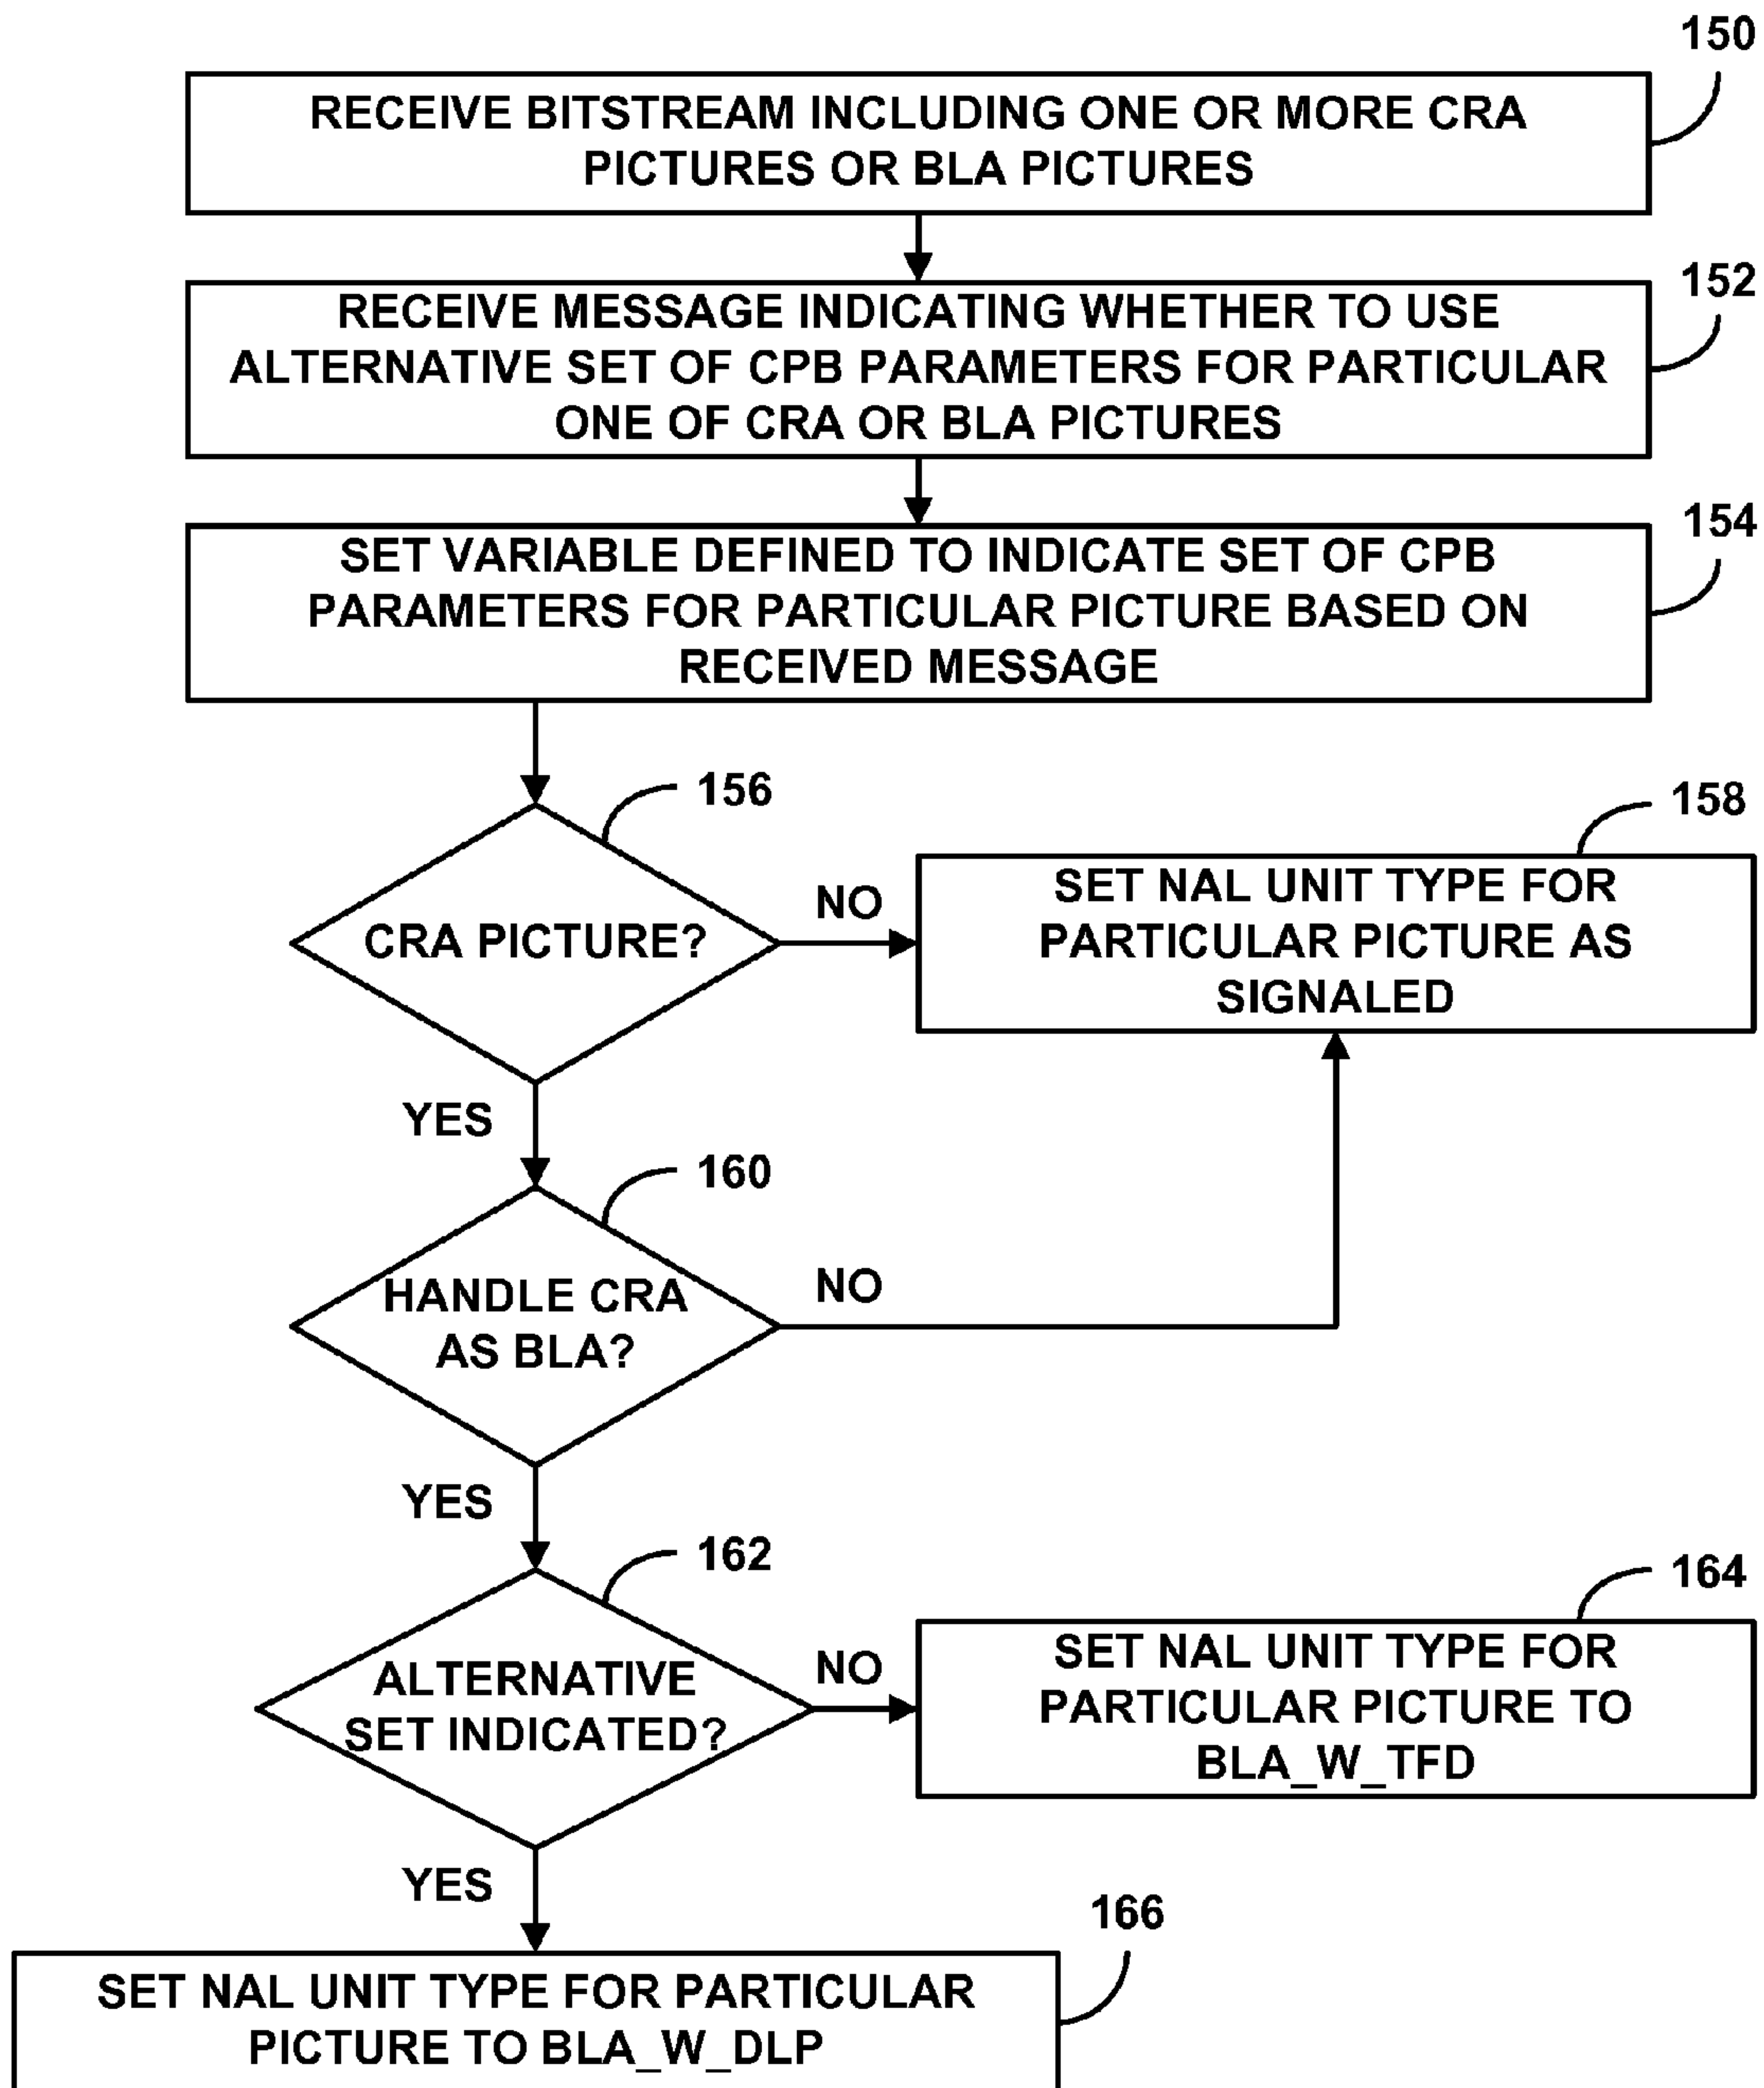 150
RECEIVE BITSTREAM INCLUDING ONE OR MORE CRA
PICTURES OR BLA PICTURES
152
RECEIVE MESSAGE INDICATING WHETHER TO USE
ALTERNATIVE SET OF CPB PARAMETERS FOR PARTICULAR
ONE OF CRA OR BLA PICTURES
154
SET VARIABLE DEFINED TO INDICATE SET OF CPB
PARAMETERS FOR PARTICULAR PICTURE BASED ON
RECEIVED MESSAGE
156
CRA PICTURE?
NO
158
SET NAL UNIT TYPE FOR
PARTICULAR PICTURE AS
SIGNALED
YES
160
HANDLE CRA
AS BLA?
NO
YES
162
ALTERNATIVE
SET INDICATED?
NO
164
SET NAL UNIT TYPE FOR
PARTICULAR PICTURE TO
BLA_W_TFD
YES
166
SET NAL UNIT TYPE FOR PARTICULAR
PICTURE TO BLA_W_DLP